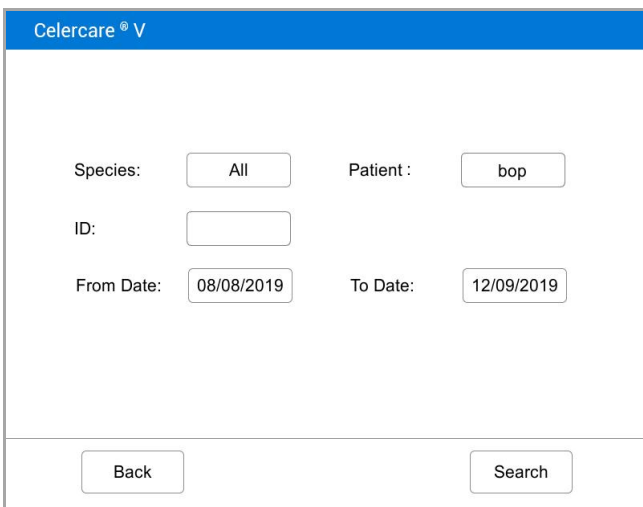 Celercare ® V
Species: All Patient : bop
ID:
From Date: 08/08/2019 To Date: 12/09/2019
Back Search